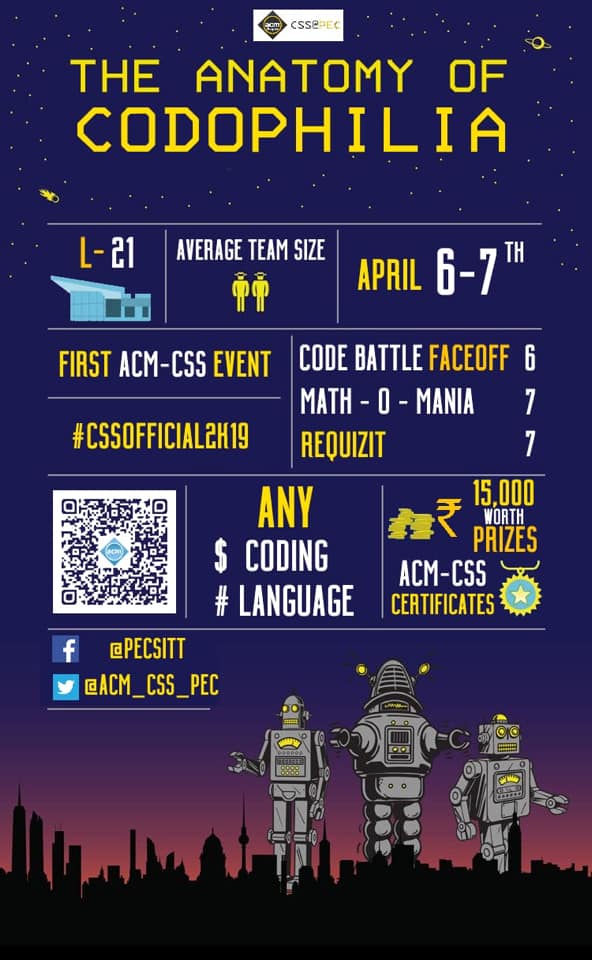 acm CSS@PEC
THE ANATOMY OF
CODOPHILIA
L- 21
AVERAGE TEAM SIZE
APRIL 6-7TH
FIRST ACM-CSS EVENT
#CSSOFFICIAL2K19
CODE BATTLE FACEOFF 6
MATH - O - MANIA 7
REQUIZIT 7
acm
ANY
$ CODING
# LANGUAGE
₹ 15,000
WORTH
PRIZES
ACM-CSS
CERTIFICATES
f @PECSITT
@ACM_CSS_PEC